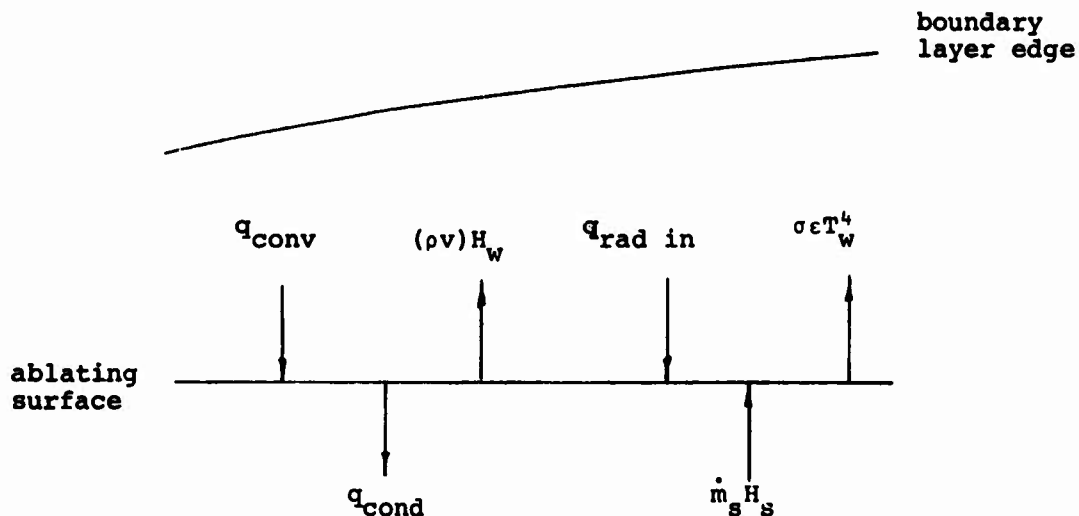 boundary
layer edge
q_conv
(ρv)H_w
q_rad in
σεT_w^4
ablating
surface
q_cond
ṁ_s H_s